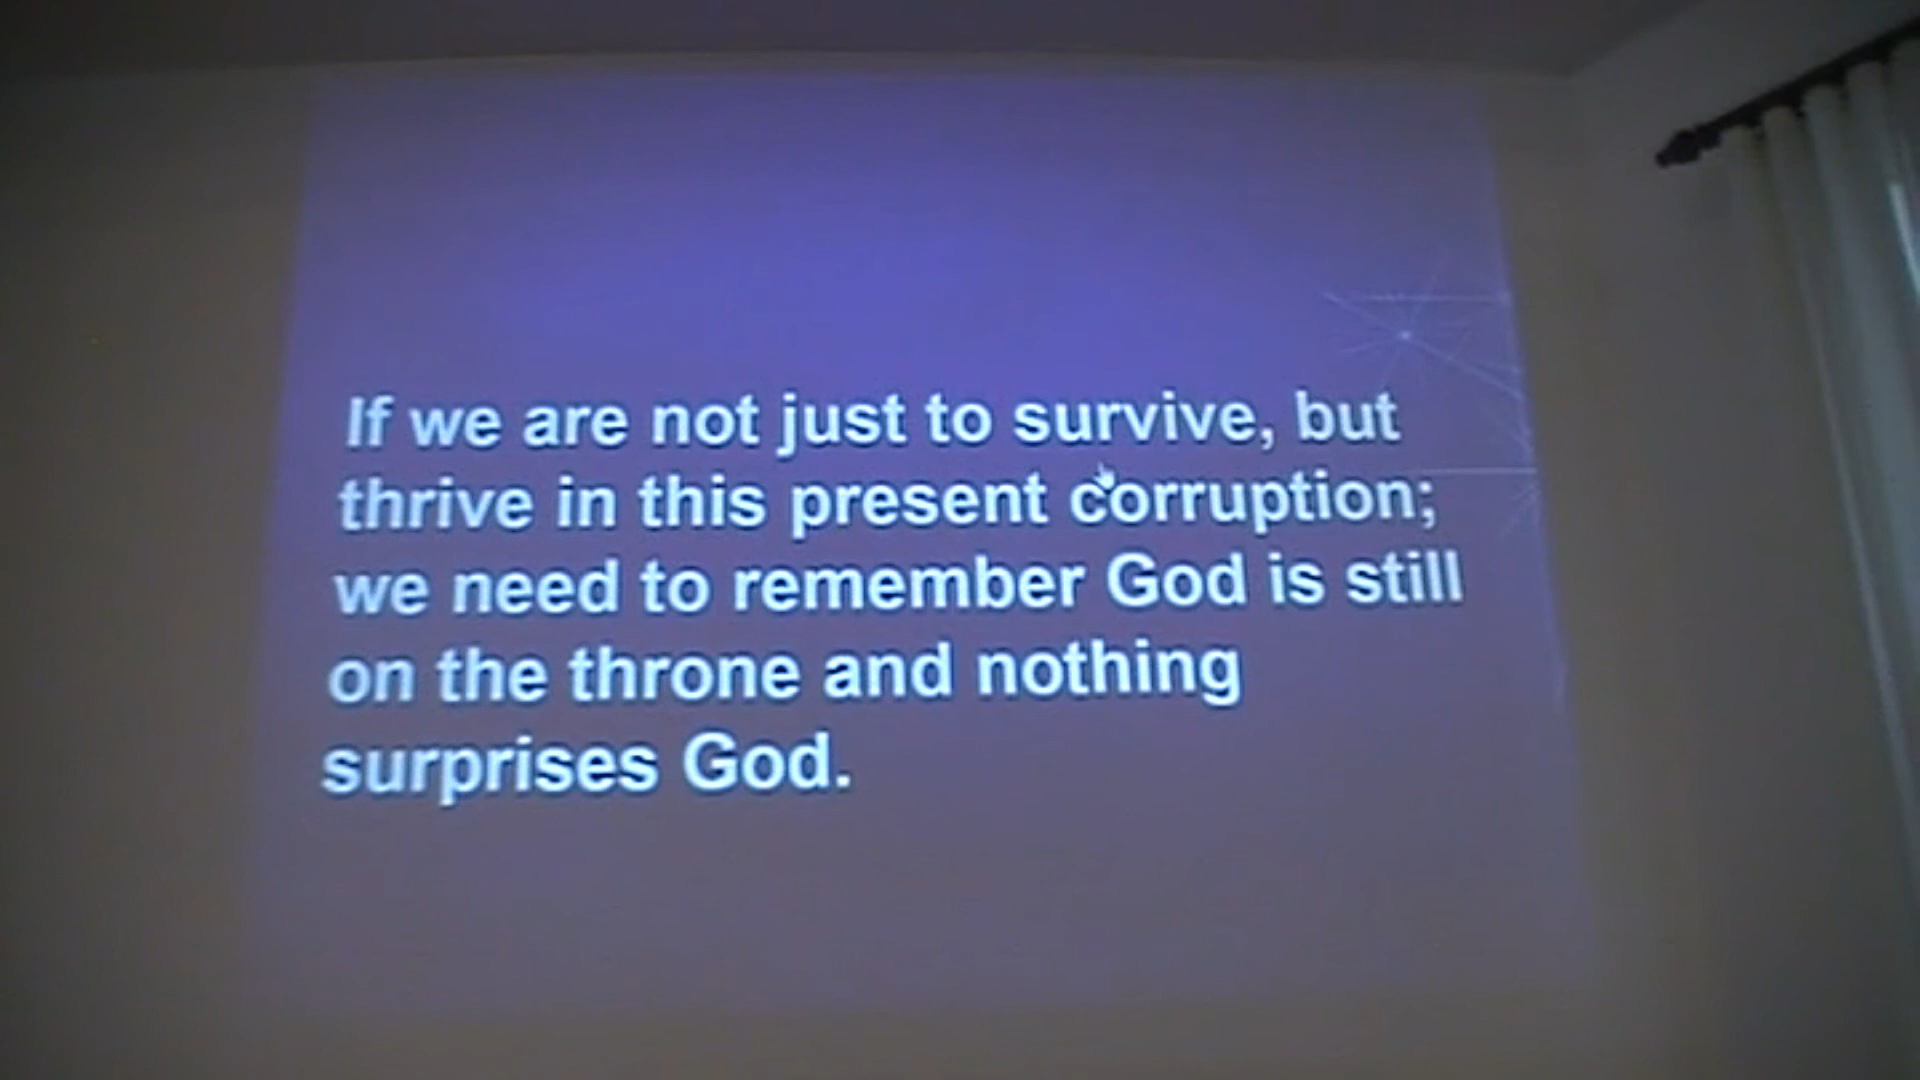 If we are not just to survive, but
thrive in this present corruption;
we need to remember God is still
on the throne and nothing
surprises God.